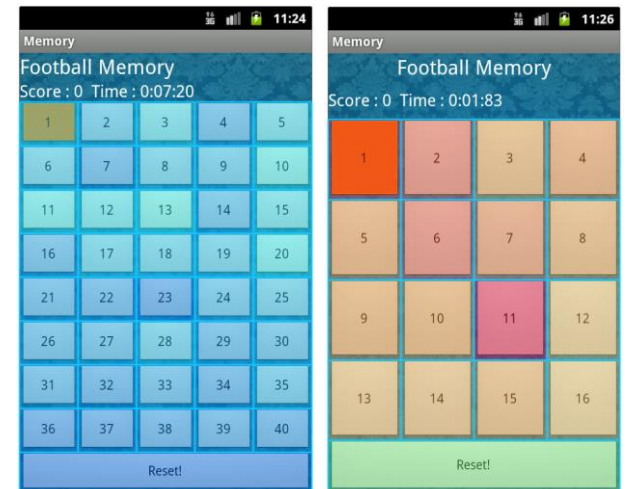 3G 11:24
Memory
Football Memory
Score : 0 Time : 0:07:20
1 2 3 4 5
6 7 8 9 10
11 12 13 14 15
16 17 18 19 20
21 22 23 24 25
26 27 28 29 30
31 32 33 34 35
36 37 38 39 40
Reset!
3G 11:26
Memory
Football Memory
Score : 0 Time : 0:01:83
1 2 3 4
5 6 7 8
9 10 11 12
13 14 15 16
Reset!